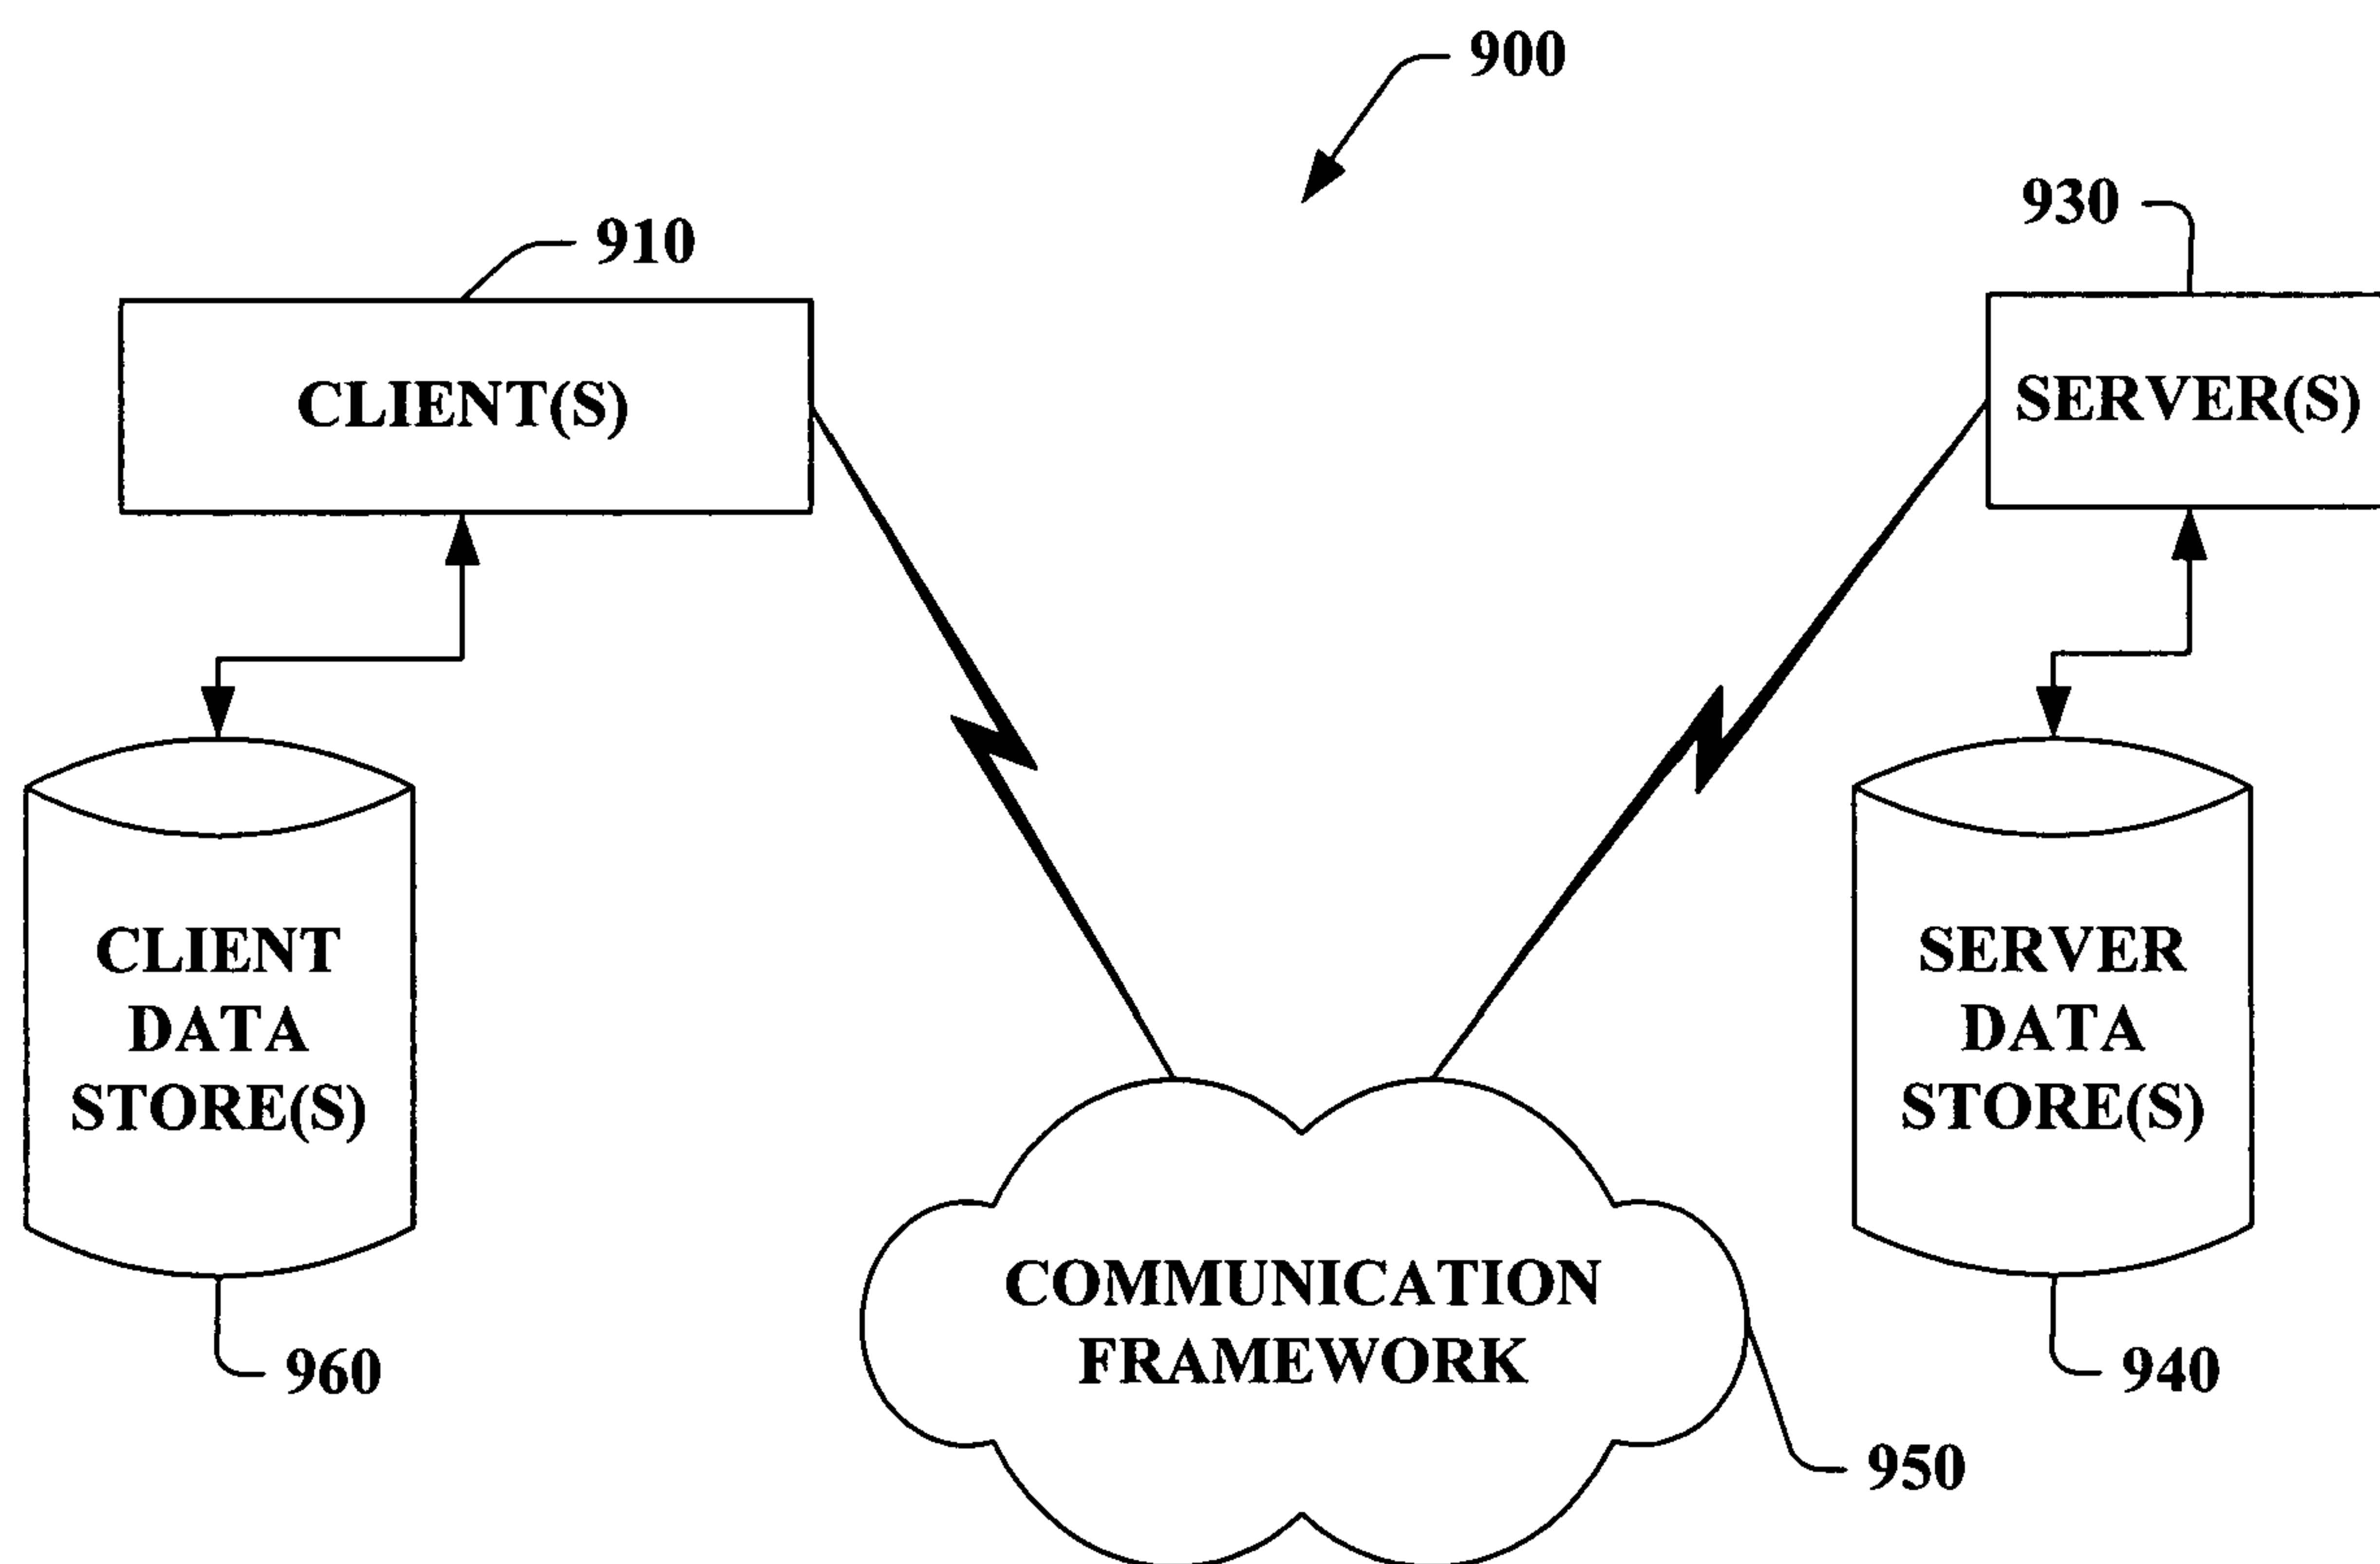 900
910
930
CLIENT(S)
SERVER(S)
CLIENT
DATA
STORE(S)
SERVER
DATA
STORE(S)
COMMUNICATION
FRAMEWORK
960
940
950